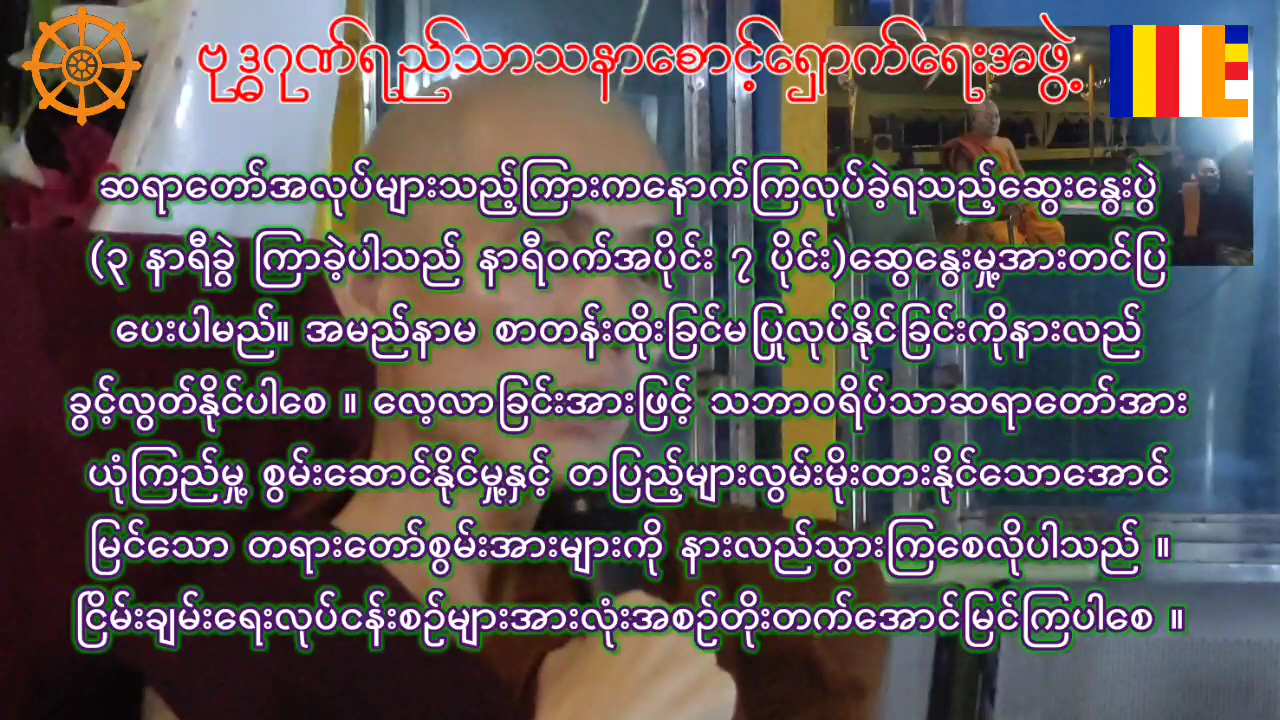 ဗုဒ္ဓဂုဏ်ရည်သာသနာစောင့်ရှောက်ရေးအဖွဲ့
ဆရာတော်အလုပ်များသည့်ကြားကနောက်ကြလုပ်ခဲ့ရသည့်ဆွေးနွေးပွဲ
(၃ နာရီခွဲ ကြာခဲ့ပါသည် နာရီဝက်အပိုင်း ၇ ပိုင်း)ဆွေနွေးမှု့အားတင်ပြ
ပေးပါမည်။ အမည်နာမ စာတန်းထိုးခြင်မပြုလုပ်နိုင်ခြင်းကိုနားလည်
ခွင့်လွတ်နိုင်ပါစေ ။ လေ့လာခြင်းအားဖြင့် သဘာဝရိပ်သာဆရာတော်အား
ယုံကြည်မှု့ စွမ်းဆောင်နိုင်မှု့နှင့် တပြည့်များလွမ်းမိုးထားနိုင်သောအောင်
မြင်သော တရားတော်စွမ်းအားများကို နားလည်သွားကြစေလိုပါသည် ။
ငြိမ်းချမ်းရေးလုပ်ငန်းစဉ်များအားလုံးအစဉ်တိုးတက်အောင်မြင်ကြပါစေ ။